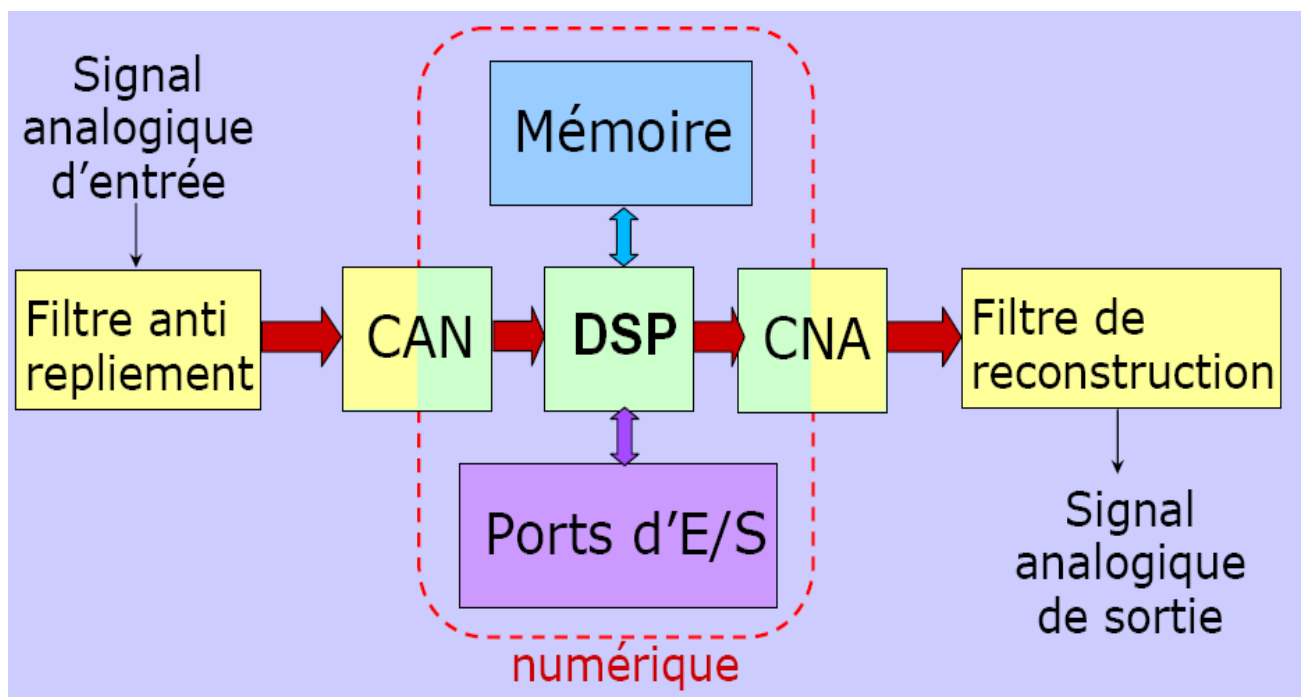 Signal
analogique
d'entrée
Mémoire
Filtre anti
repliement
CAN
DSP
CNA
Filtre de
reconstruction
Ports d'E/S
Signal
analogique
de sortie
numérique